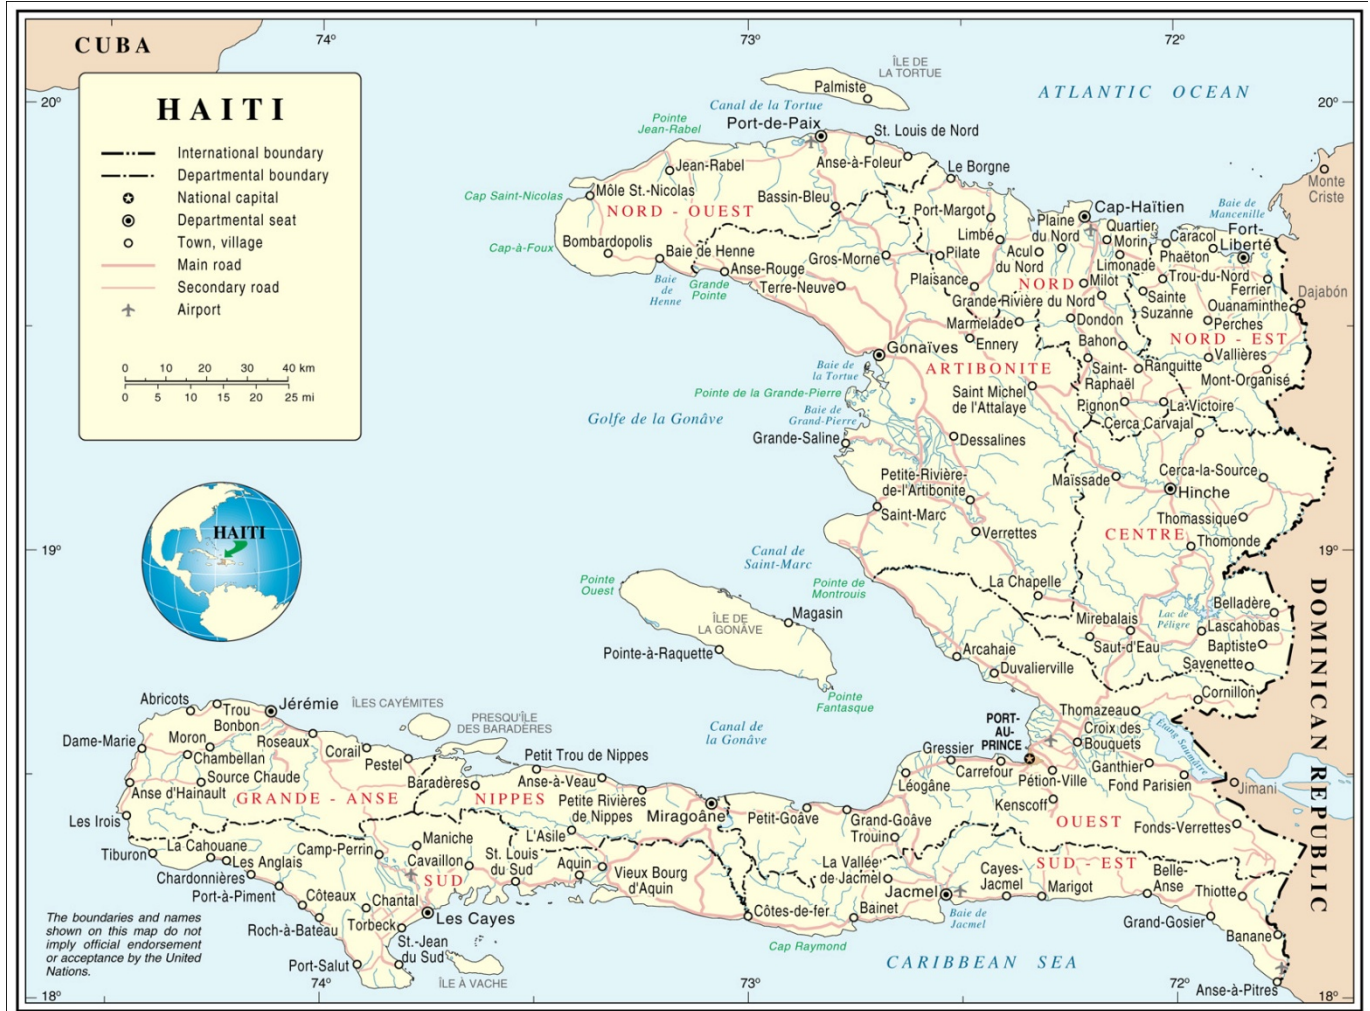 CUBA
74°
73°
72°
20°
20°
HAITI
International boundary
Departmental boundary
National capital
Departmental seat
Town, village
Main road
Secondary road
Airport
0 10 20 30 40 km
0 5 10 15 20 25 mi
ÎLE DE
LA TORTUE
Palmiste
ATLANTIC OCEAN
Canal de la Tortue
Pointe
Jean-Rabel
Port-de-Paix
St. Louis de Nord
Jean-Rabel
Anse-à-Foleur
Le Borgne
Monte
Criste
Cap Saint-Nicolas
Môle St.-Nicolas
NORD - OUEST
Bassin-Bleu
Port-Margot
Cap-Haïtien
Baie de
Mancenille
Plaine
du Nord
Quartier
Morin
Caracol
Fort-
Liberté
Limbé
Cap-à-Foux
Bombardopolis
Baie de Henne
Gros-Morne
Pilate
Acul
du Nord
Limonade
Phaëton
Anse-Rouge
Baie
de
Henne
Grande
Pointe
Terre-Neuve
Plaisance
NORD
Milot
Trou-du-Nord
Ferrier
Dajabón
Grande-Rivière du Nord
Sainte
Suzanne
Ouanaminthe
Marmelade
Dondon
Perches
Ennery
Bahon
NORD - EST
Gonaïves
Baie de
la Tortue
ARTIBONITE
Saint-
Raphaël
Ranquitte
Vallières
Mont-Organisé
Pointe de la Grande-Pierre
Saint Michel
de l'Attalaye
Pignon
La Victoire
Golfe de la Gonâve
Baie de
Grand-Pierre
Cerca Carvajal
Grande-Saline
Dessalines
Petite-Rivière-
de-l'Artibonite
Maïssade
Cerca-la-Source
Hinche
Saint-Marc
Thomassique
HAITI
Verrettes
CENTRE
Thomonde
19°
19°
Canal de
Saint-Marc
Pointe
Ouest
Pointe de
Montrouis
La Chapelle
Belladère
Lac de
Péligre
ÎLE DE
LA GONÂVE
Magasin
Mirebalais
Lascahobas
Saut-d'Eau
Baptiste
Pointe-à-Raquette
Arcahaie
Savenette
Duvalierville
Pointe
Fantasque
Cornillon
DOMINICAN REPUBLIC
Abricots
Trou
Bonbon
Jérémie
ÎLES CAYÉMITES
PRESQU'ÎLE
DES BARADÈRES
Canal de
la Gonâve
PORT-
AU-
PRINCE
Thomazeau
Croix des
Bouquets
Étang Saumâtre
Dame-Marie
Moron
Roseaux
Corail
Chambellan
Pestel
Petit Trou de Nippes
Gressier
Ganthier
Source Chaude
Baradères
Anse-à-Veau
Carrefour
Pétion-Ville
Fond Parisien
Jimani
Anse d'Hainault
GRANDE - ANSE
NIPPES
Petite Rivières
de Nippes
Léogâne
Kenscoff
Miragoâne
Petit-Goâve
Grand-Goâve
OUEST
Les Irois
Maniche
L'Asile
Trouin
Fonds-Verrettes
La Cahouane
Camp-Perrin
Tiburon
Les Anglais
Cavaillon
St. Louis
du Sud
Aquin
La Vallée
de Jacmel
SUD - EST
Chardonnières
SUD
Vieux Bourg
d'Aquin
Cayes-
Jacmel
Belle-
Anse
Port-à-Piment
Côteaux
Chantal
Jacmel
Marigot
Thiotte
Les Cayes
Côtes-de-fer
Bainet
Torbeck
Roch-à-Bateau
Baie de
Jacmel
Grand-Gosier
St.-Jean
du Sud
Cap Raymond
Banane
Port-Salut
ÎLE À VACHE
CARIBBEAN SEA
Anse-à-Pitres
The boundaries and names
shown on this map do not
imply official endorsement
or acceptance by the United
Nations.
18°
74°
73°
72°
18°